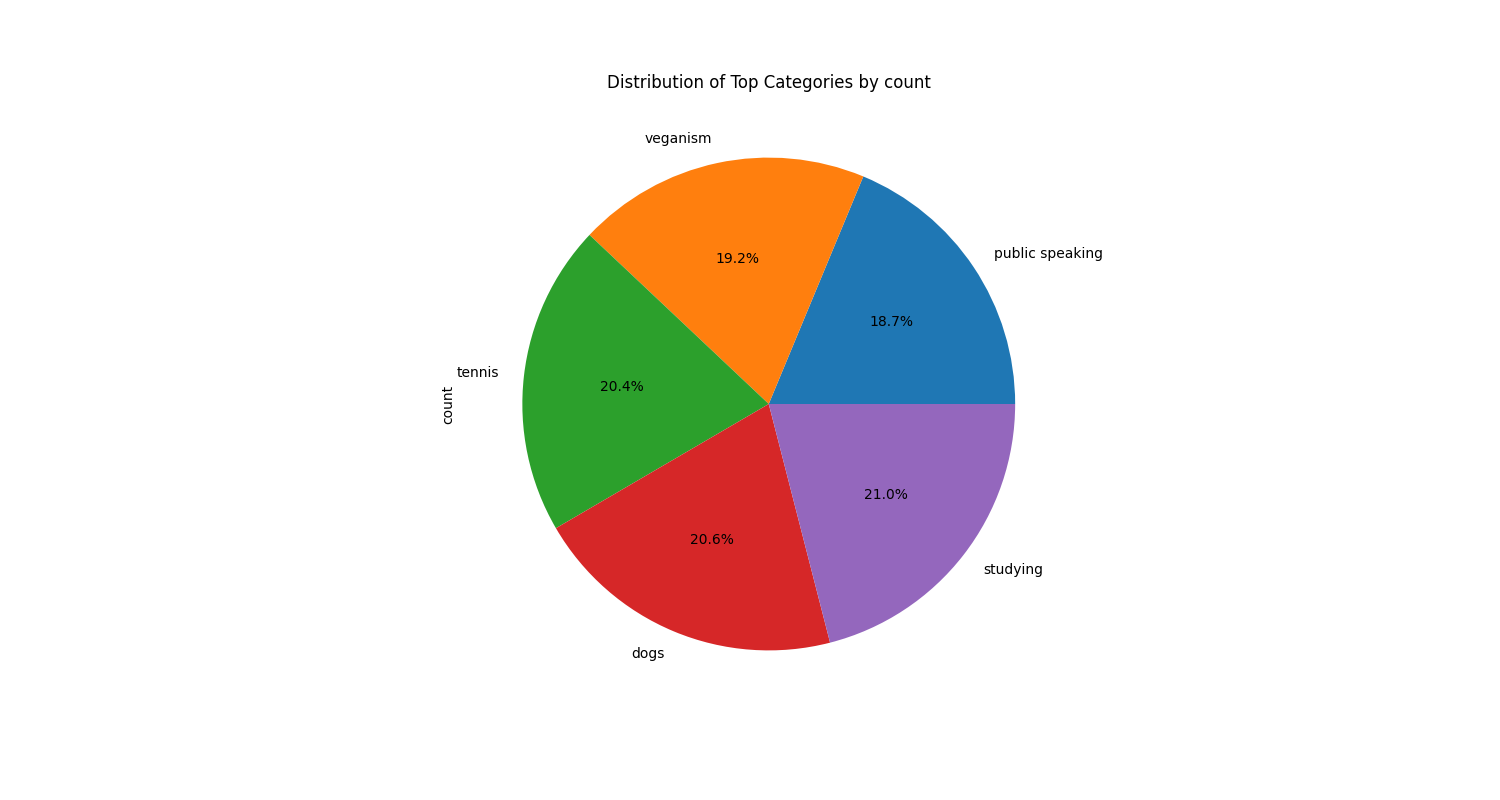 Distribution of Top Categories by count
veganism
public speaking
19.2%
18.7%
tennis
20.4%
count
21.0%
20.6%
studying
dogs